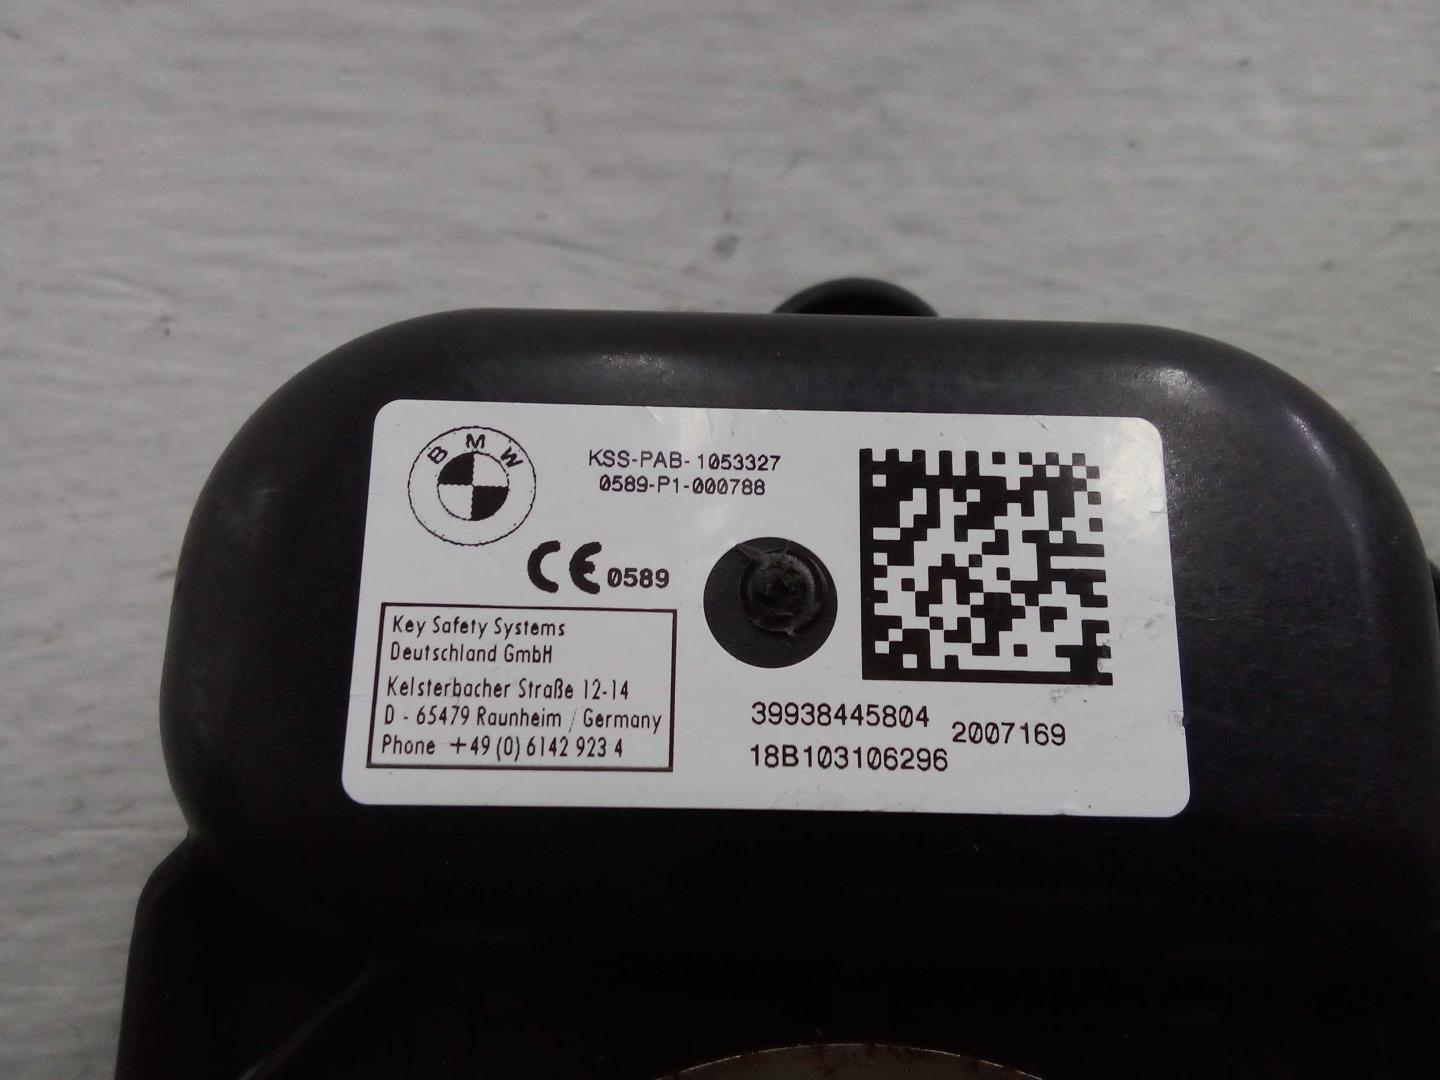 BMW
KSS-PAB-1053327
0589-P1-000788
CE 0589
Key Safety Systems
Deutschland GmbH
Kelsterbacher Straße 12-14
D - 65479 Raunheim / Germany
Phone +49 (0) 6142 923 4
39938445804 2007169
18B103106296